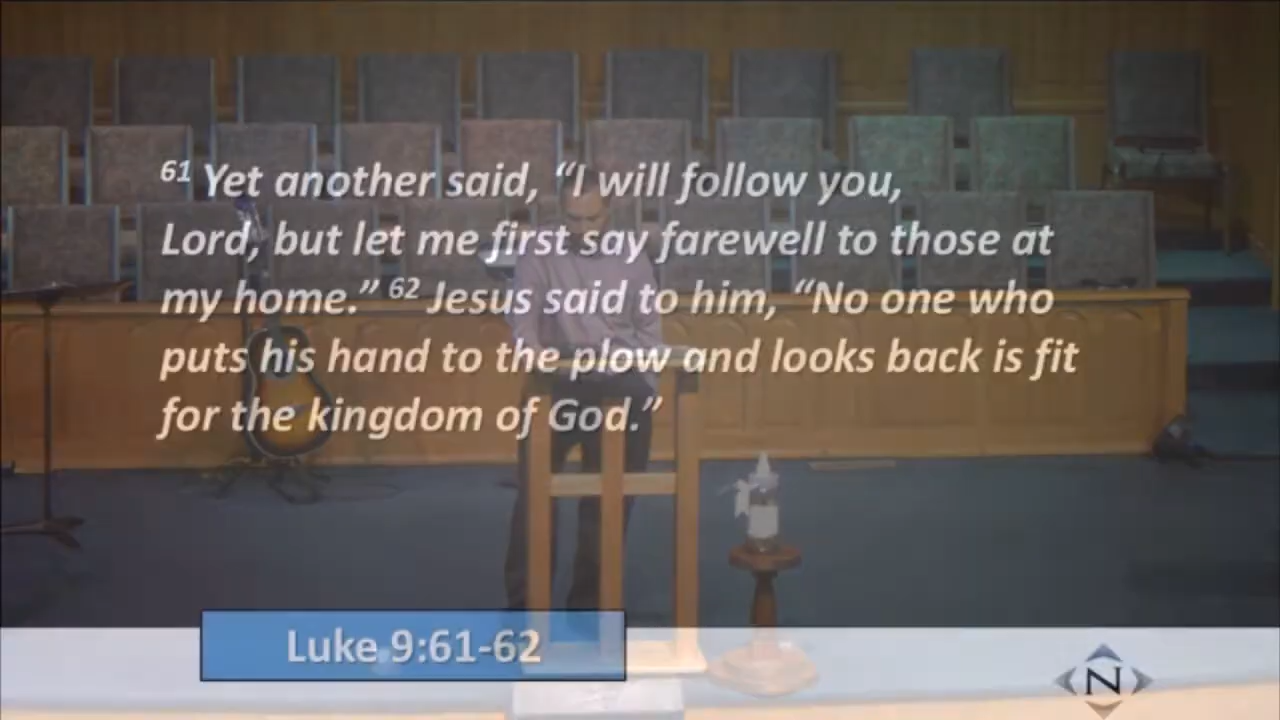 61 Yet another said, “I will follow you,
Lord, but let me first say farewell to those at
my home.” 62 Jesus said to him, “No one who
puts his hand to the plow and looks back is fit
for the kingdom of God.”
Luke 9:61-62
N